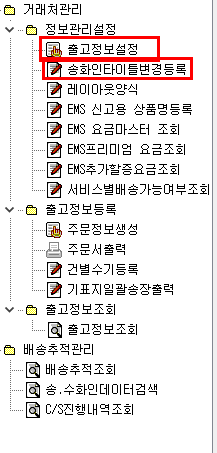 거래처관리
정보관리설정
출고정보설정
송화인타이틀변경등록
레이아웃양식
EMS 신고용 상품명등록
EMS 요금마스터 조회
EMS프리미엄 요금조회
EMS추가할증요금조회
서비스별배송가능여부조회
출고정보등록
주문정보생성
주문서출력
건별수기등록
기표지일괄송장출력
출고정보조회
출고정보조회
배송추적관리
배송추적조회
송.수화인데이터검색
C/S진행내역조회